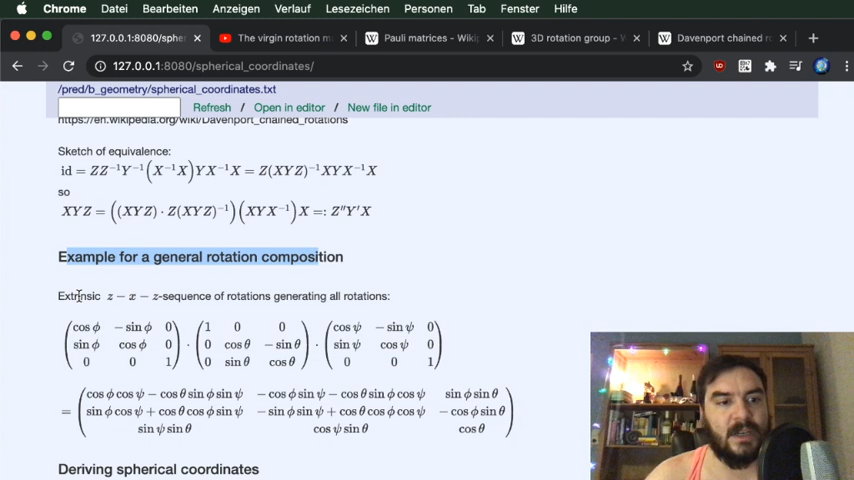 Chrome Datei Bearbeiten Anzeigen Verlauf Lesezeichen Personen Tab Fenster Hilfe
127.0.0.1:8080/spher The virgin rotation m Pauli matrices - Wikip 3D rotation group - W Davenport chained ro
127.0.0.1:8080/spherical_coordinates/
/pred/b_geometry/spherical_coordinates.txt
Refresh / Open in editor / New file in editor
https://en.wikipedia.org/wiki/Davenport_chained_rotations
Sketch of equivalence:
id = ZZ⁻¹Y⁻¹(X⁻¹X)YX⁻¹X = Z(XYZ)⁻¹XYX⁻¹X
so
XYZ = ((XYZ) · Z(XYZ)⁻¹)(XYX⁻¹)X =: Z″Y′X
Example for a general rotation composition
Extrinsic z − x − z-sequence of rotations generating all rotations:
cos ϕ − sin ϕ 0 1 0 0 cos ψ − sin ψ 0
sin ϕ cos ϕ 0 · 0 cos θ − sin θ · sin ψ cos ψ 0
0 0 1 0 sin θ cos θ 0 0 1
cos ϕ cos ψ − cos θ sin ϕ sin ψ − cos ϕ sin ψ − cos θ sin ϕ cos ψ sin ϕ sin θ
= sin ϕ cos ψ + cos θ cos ϕ sin ψ − sin ϕ sin ψ + cos θ cos ϕ cos ψ − cos ϕ sin θ
sin ψ sin θ cos ψ sin θ cos θ
Deriving spherical coordinates